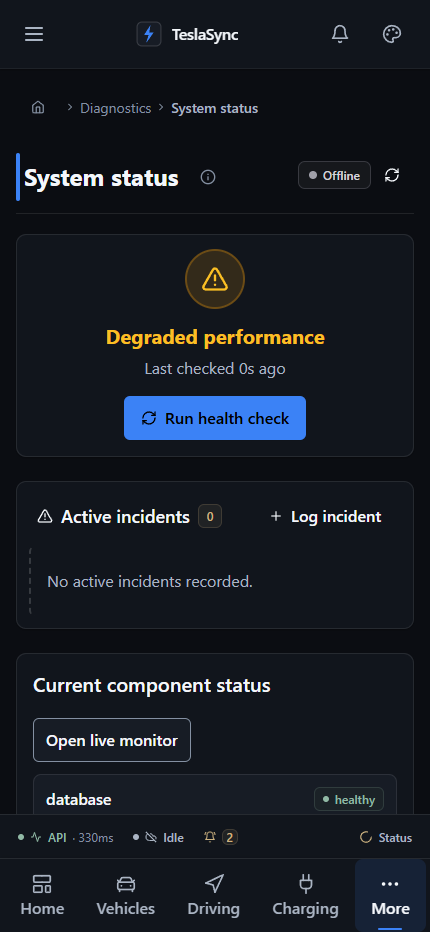 TeslaSync
Diagnostics System status
System status
Offline
Degraded performance
Last checked 0s ago
Run health check
Active incidents 0
+ Log incident
No active incidents recorded.
Current component status
Open live monitor
database
healthy
API · 330ms
Idle
2
Status
Home
Vehicles
Driving
Charging
More